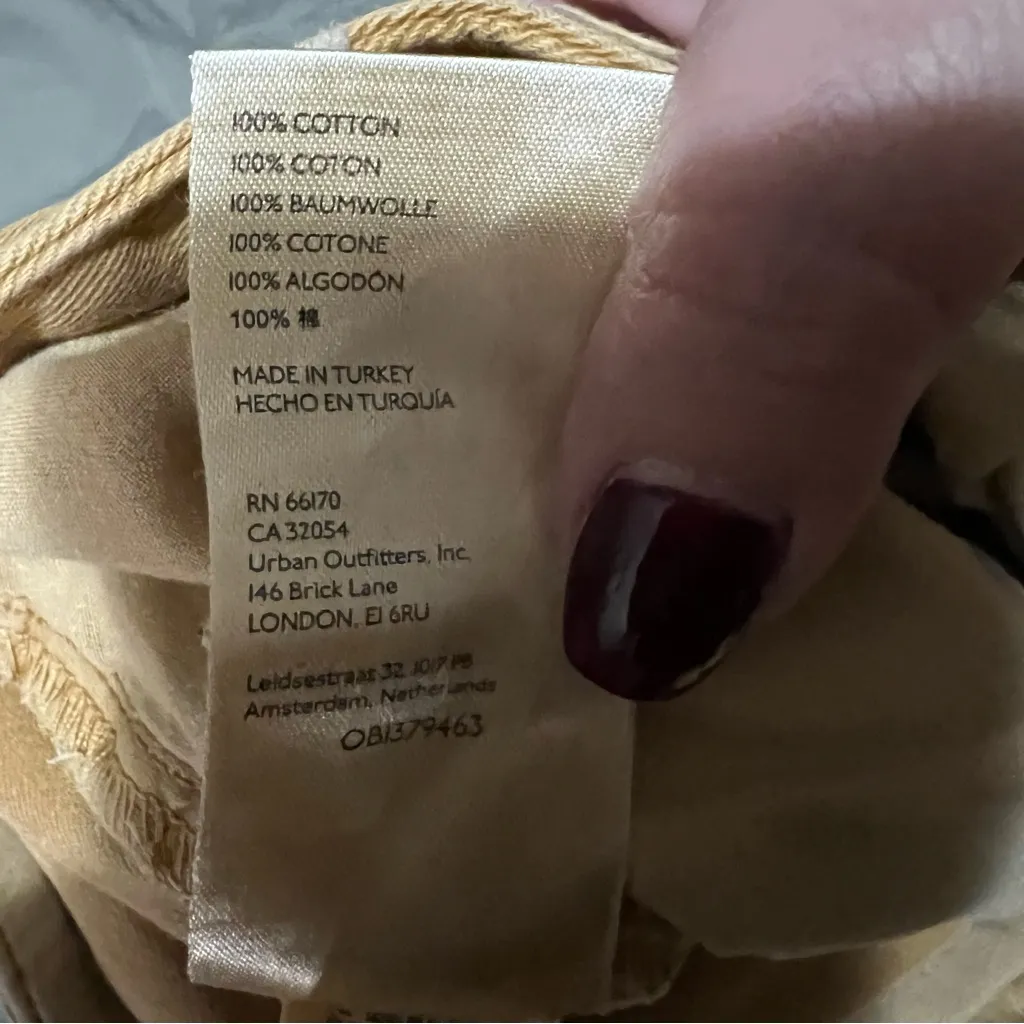 100% COTTON
100% COTON
100% BAUMWOLLE
100% COTONE
100% ALGODÓN
100% 棉
MADE IN TURKEY
HECHO EN TURQUÍA
RN 66170
CA 32054
Urban Outfitters, Inc.
146 Brick Lane
LONDON, E1 6RU
Leidsestraat 32 1017 PB
Amsterdam, Netherlands
OB1379463